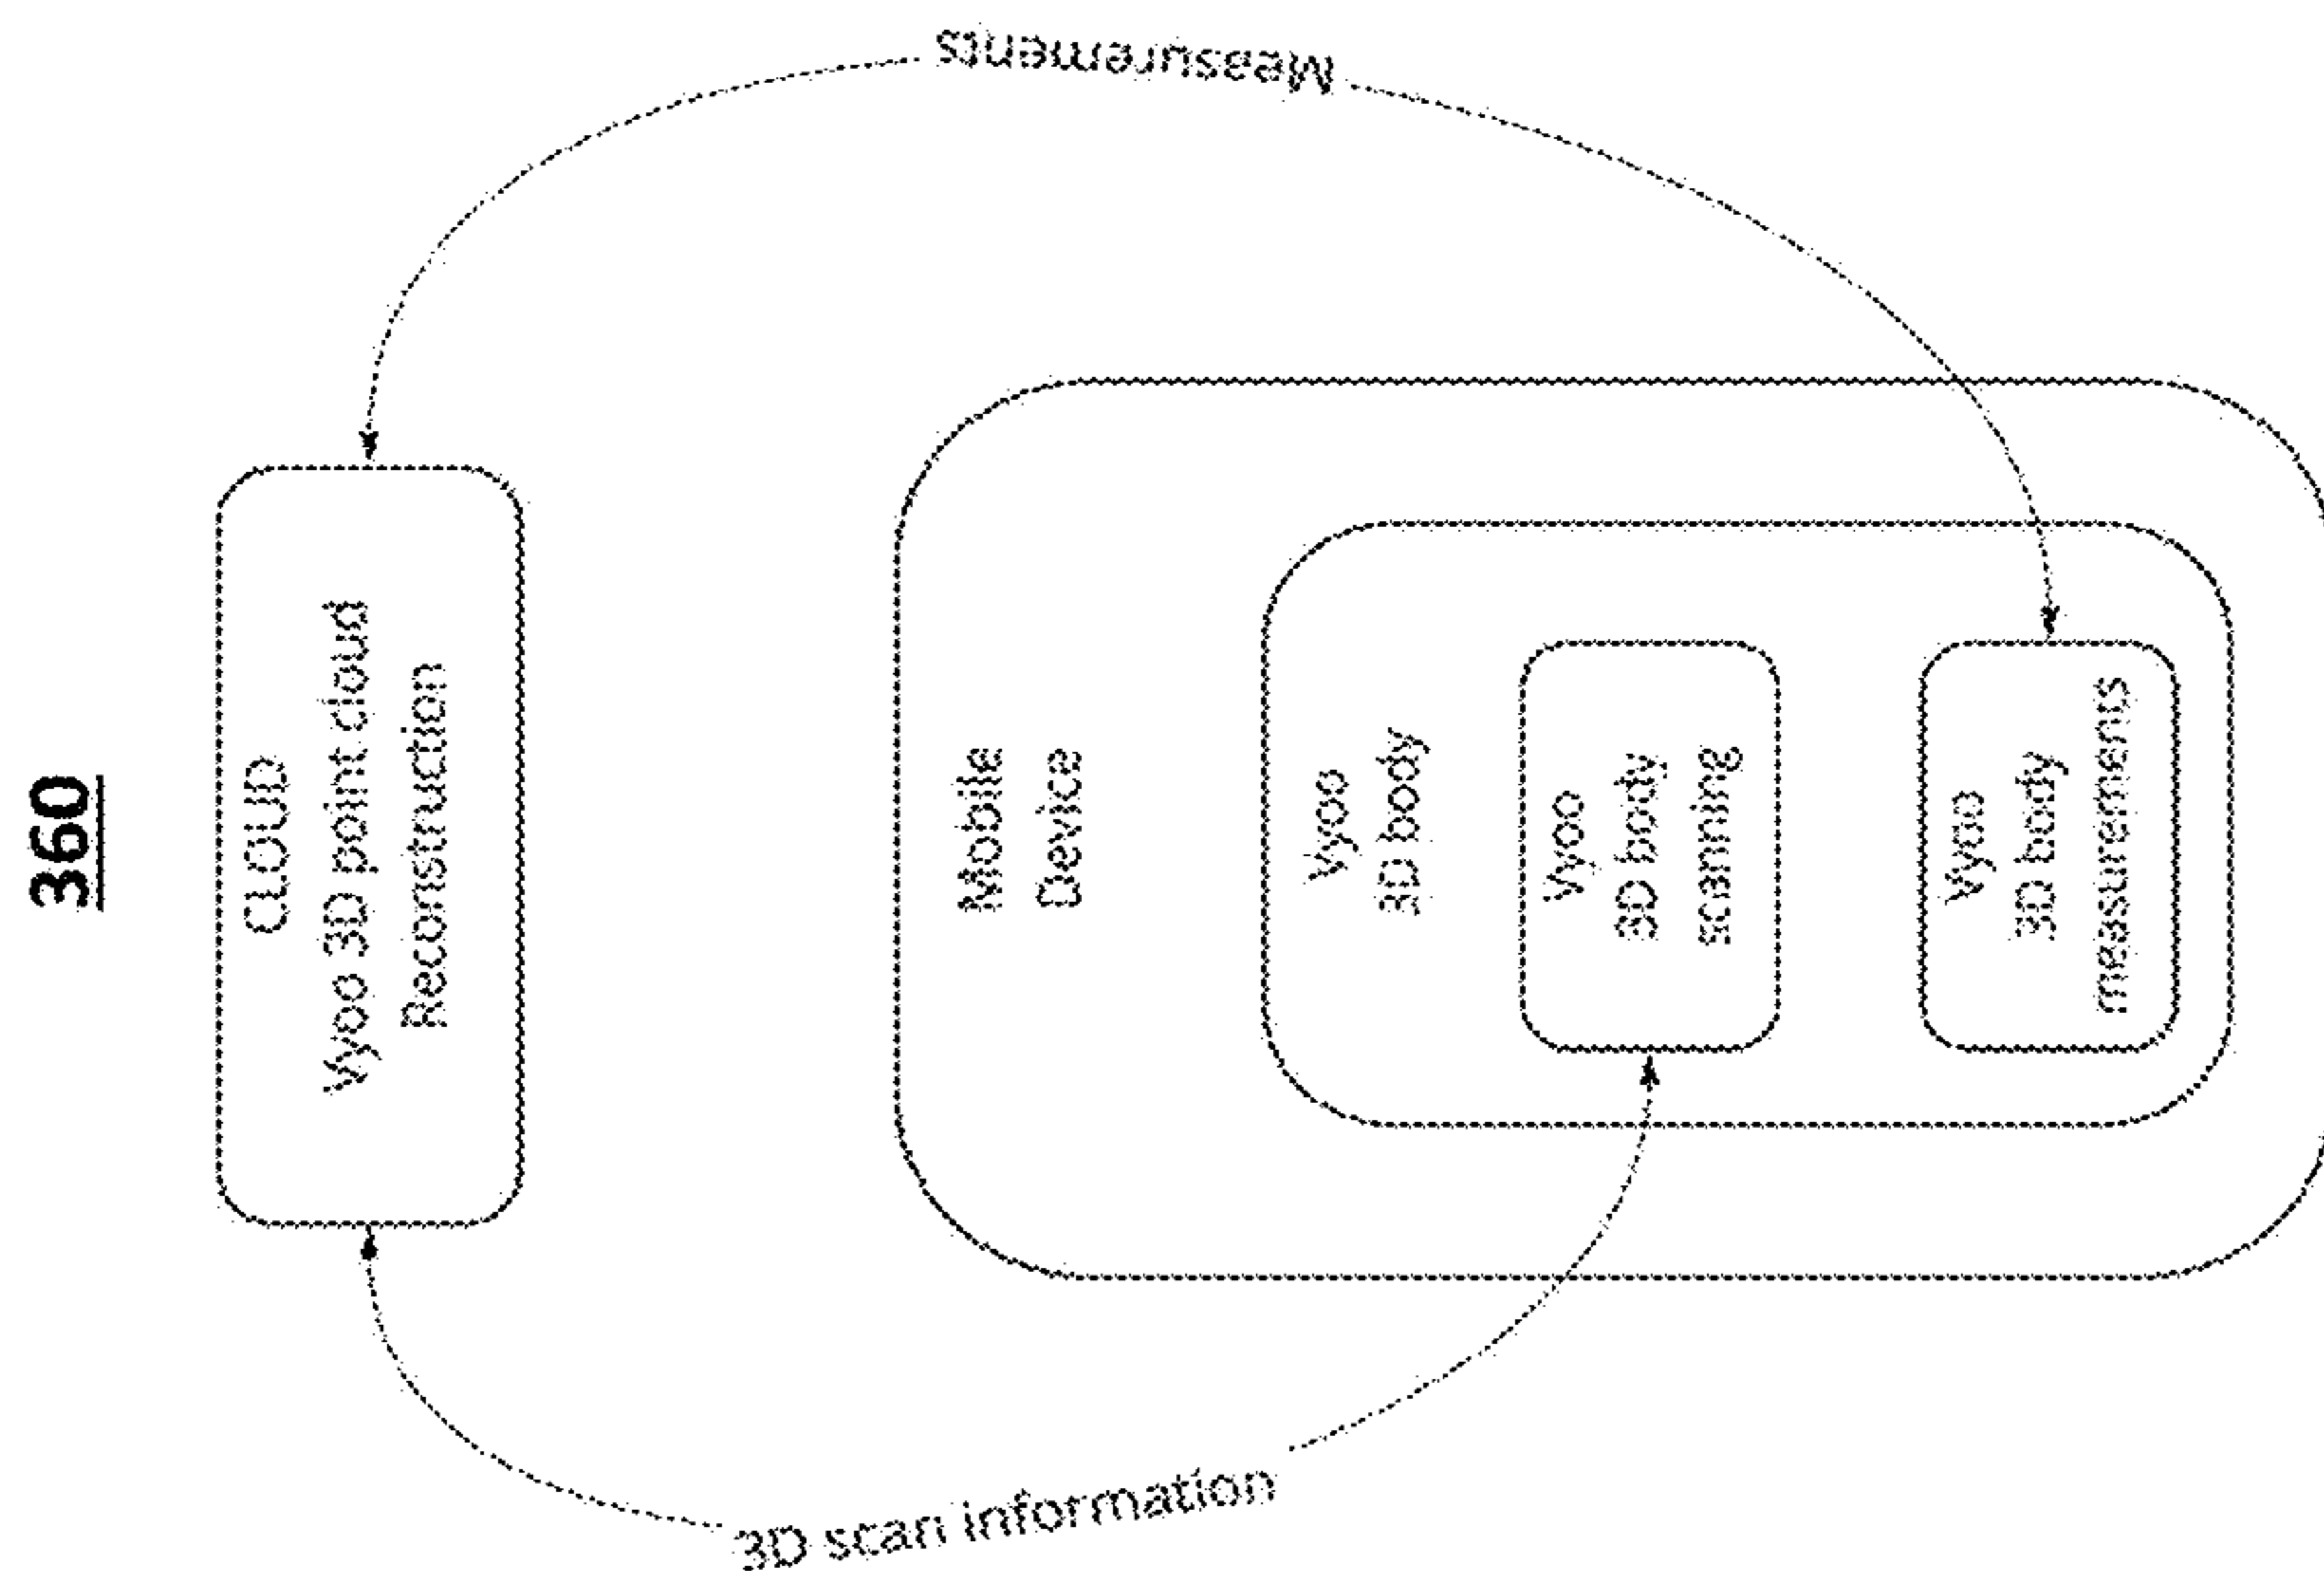 360
CLOUD
Vyoo 3D point cloud
Reconstruction
Measurements
3D scan information
Mobile
Device
Vyoo
3D body
Vyoo
3D body
scanning
Vyoo
3D body
measuremens